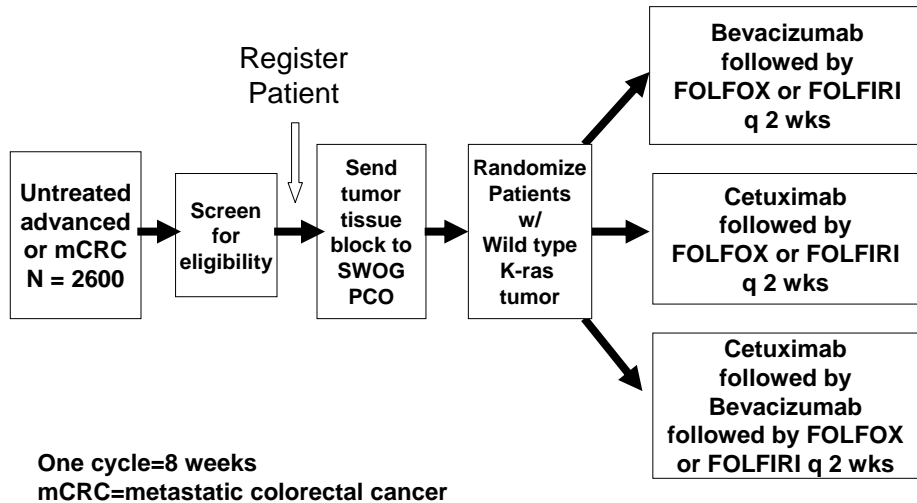 Register
Patient
Untreated
advanced
or mCRC
N = 2600
Screen
for
eligibility
Send
tumor
tissue
block to
SWOG
PCO
Randomize
Patients
w/
Wild type
K-ras
tumor
Bevacizumab
followed by
FOLFOX or FOLFIRI
q 2 wks
Cetuximab
followed by
FOLFOX or FOLFIRI
q 2 wks
Cetuximab
followed by
Bevacizumab
followed by FOLFOX
or FOLFIRI q 2 wks
One cycle=8 weeks
mCRC=metastatic colorectal cancer